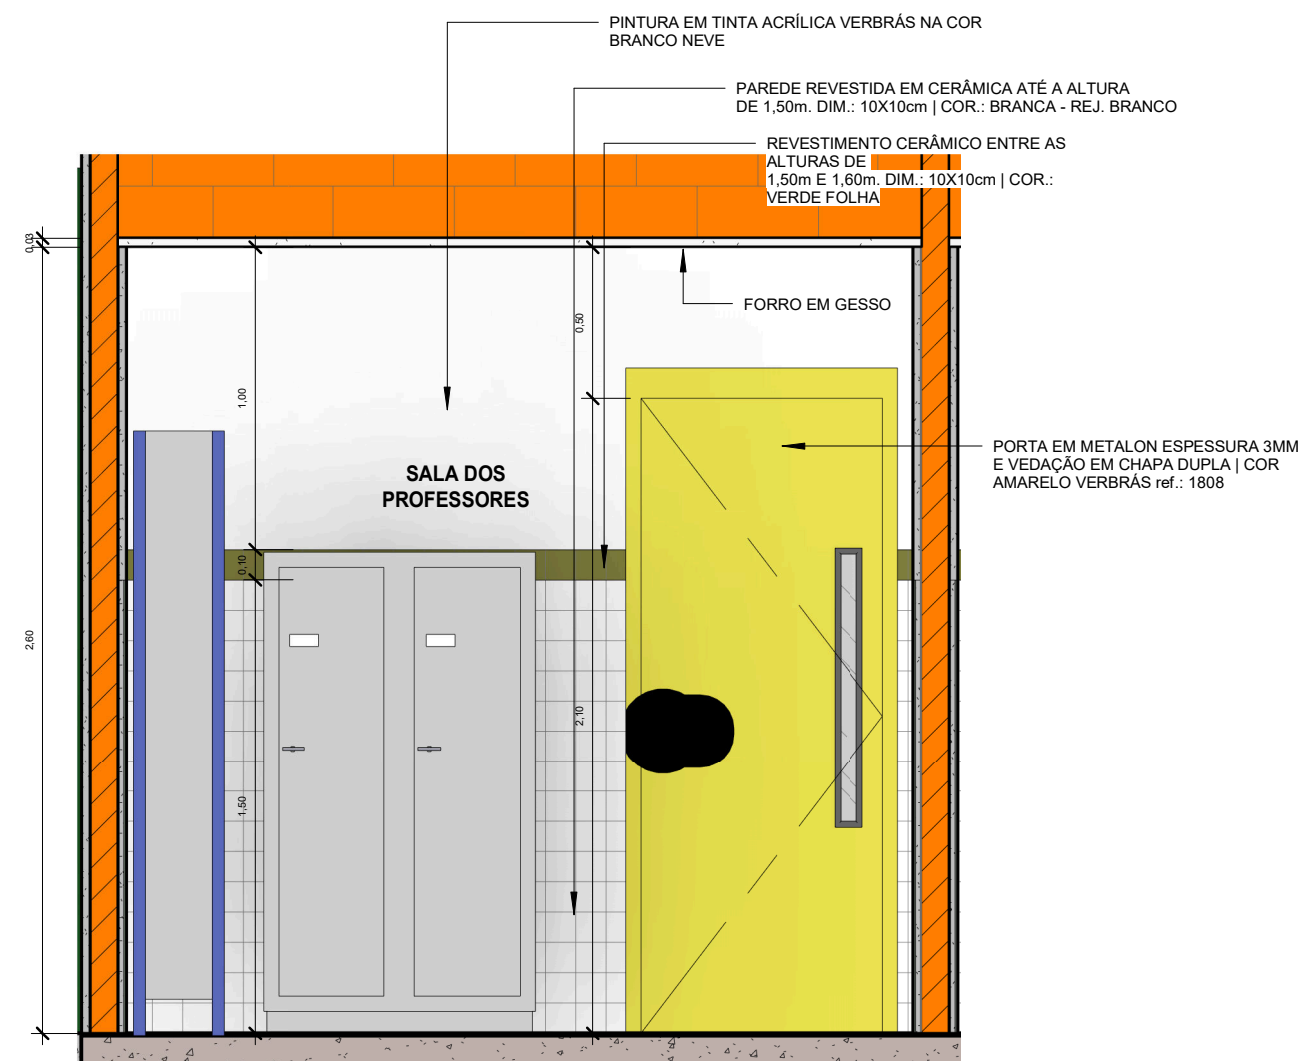 PINTURA EM TINTA ACRÍLICA VERBRÁS NA COR
BRANCO NEVE
PAREDE REVESTIDA EM CERÂMICA ATÉ A ALTURA
DE 1,50m. DIM.: 10X10cm | COR.: BRANCA - REJ. BRANCO
REVESTIMENTO CERÂMICO ENTRE AS
ALTURAS DE
1,50m E 1,60m. DIM.: 10X10cm | COR.:
VERDE FOLHA
0,03
FORRO EM GESSO
0,50
1,00
PORTA EM METALON ESPESSURA 3MM
E VEDAÇÃO EM CHAPA DUPLA | COR
AMARELO VERBRÁS ref.: 1808
SALA DOS
PROFESSORES
0,10
2,60
2,10
1,50